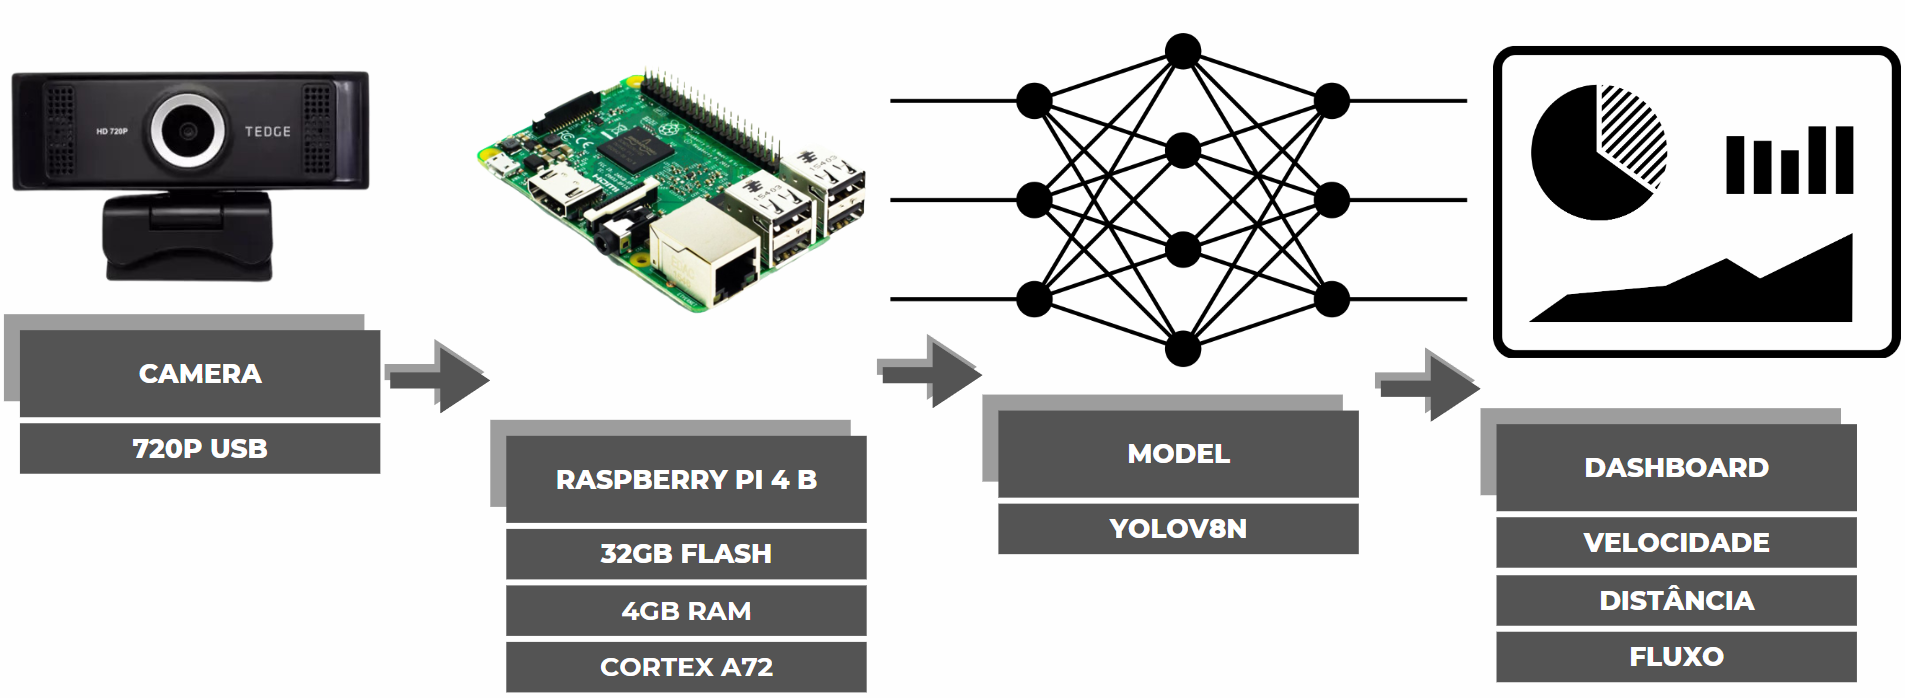 HD 720P
TEDGE
CAMERA
720P USB
RASPBERRY PI 4 B
32GB FLASH
4GB RAM
CORTEX A72
MODEL
YOLOV8N
DASHBOARD
VELOCIDADE
DISTÂNCIA
FLUXO